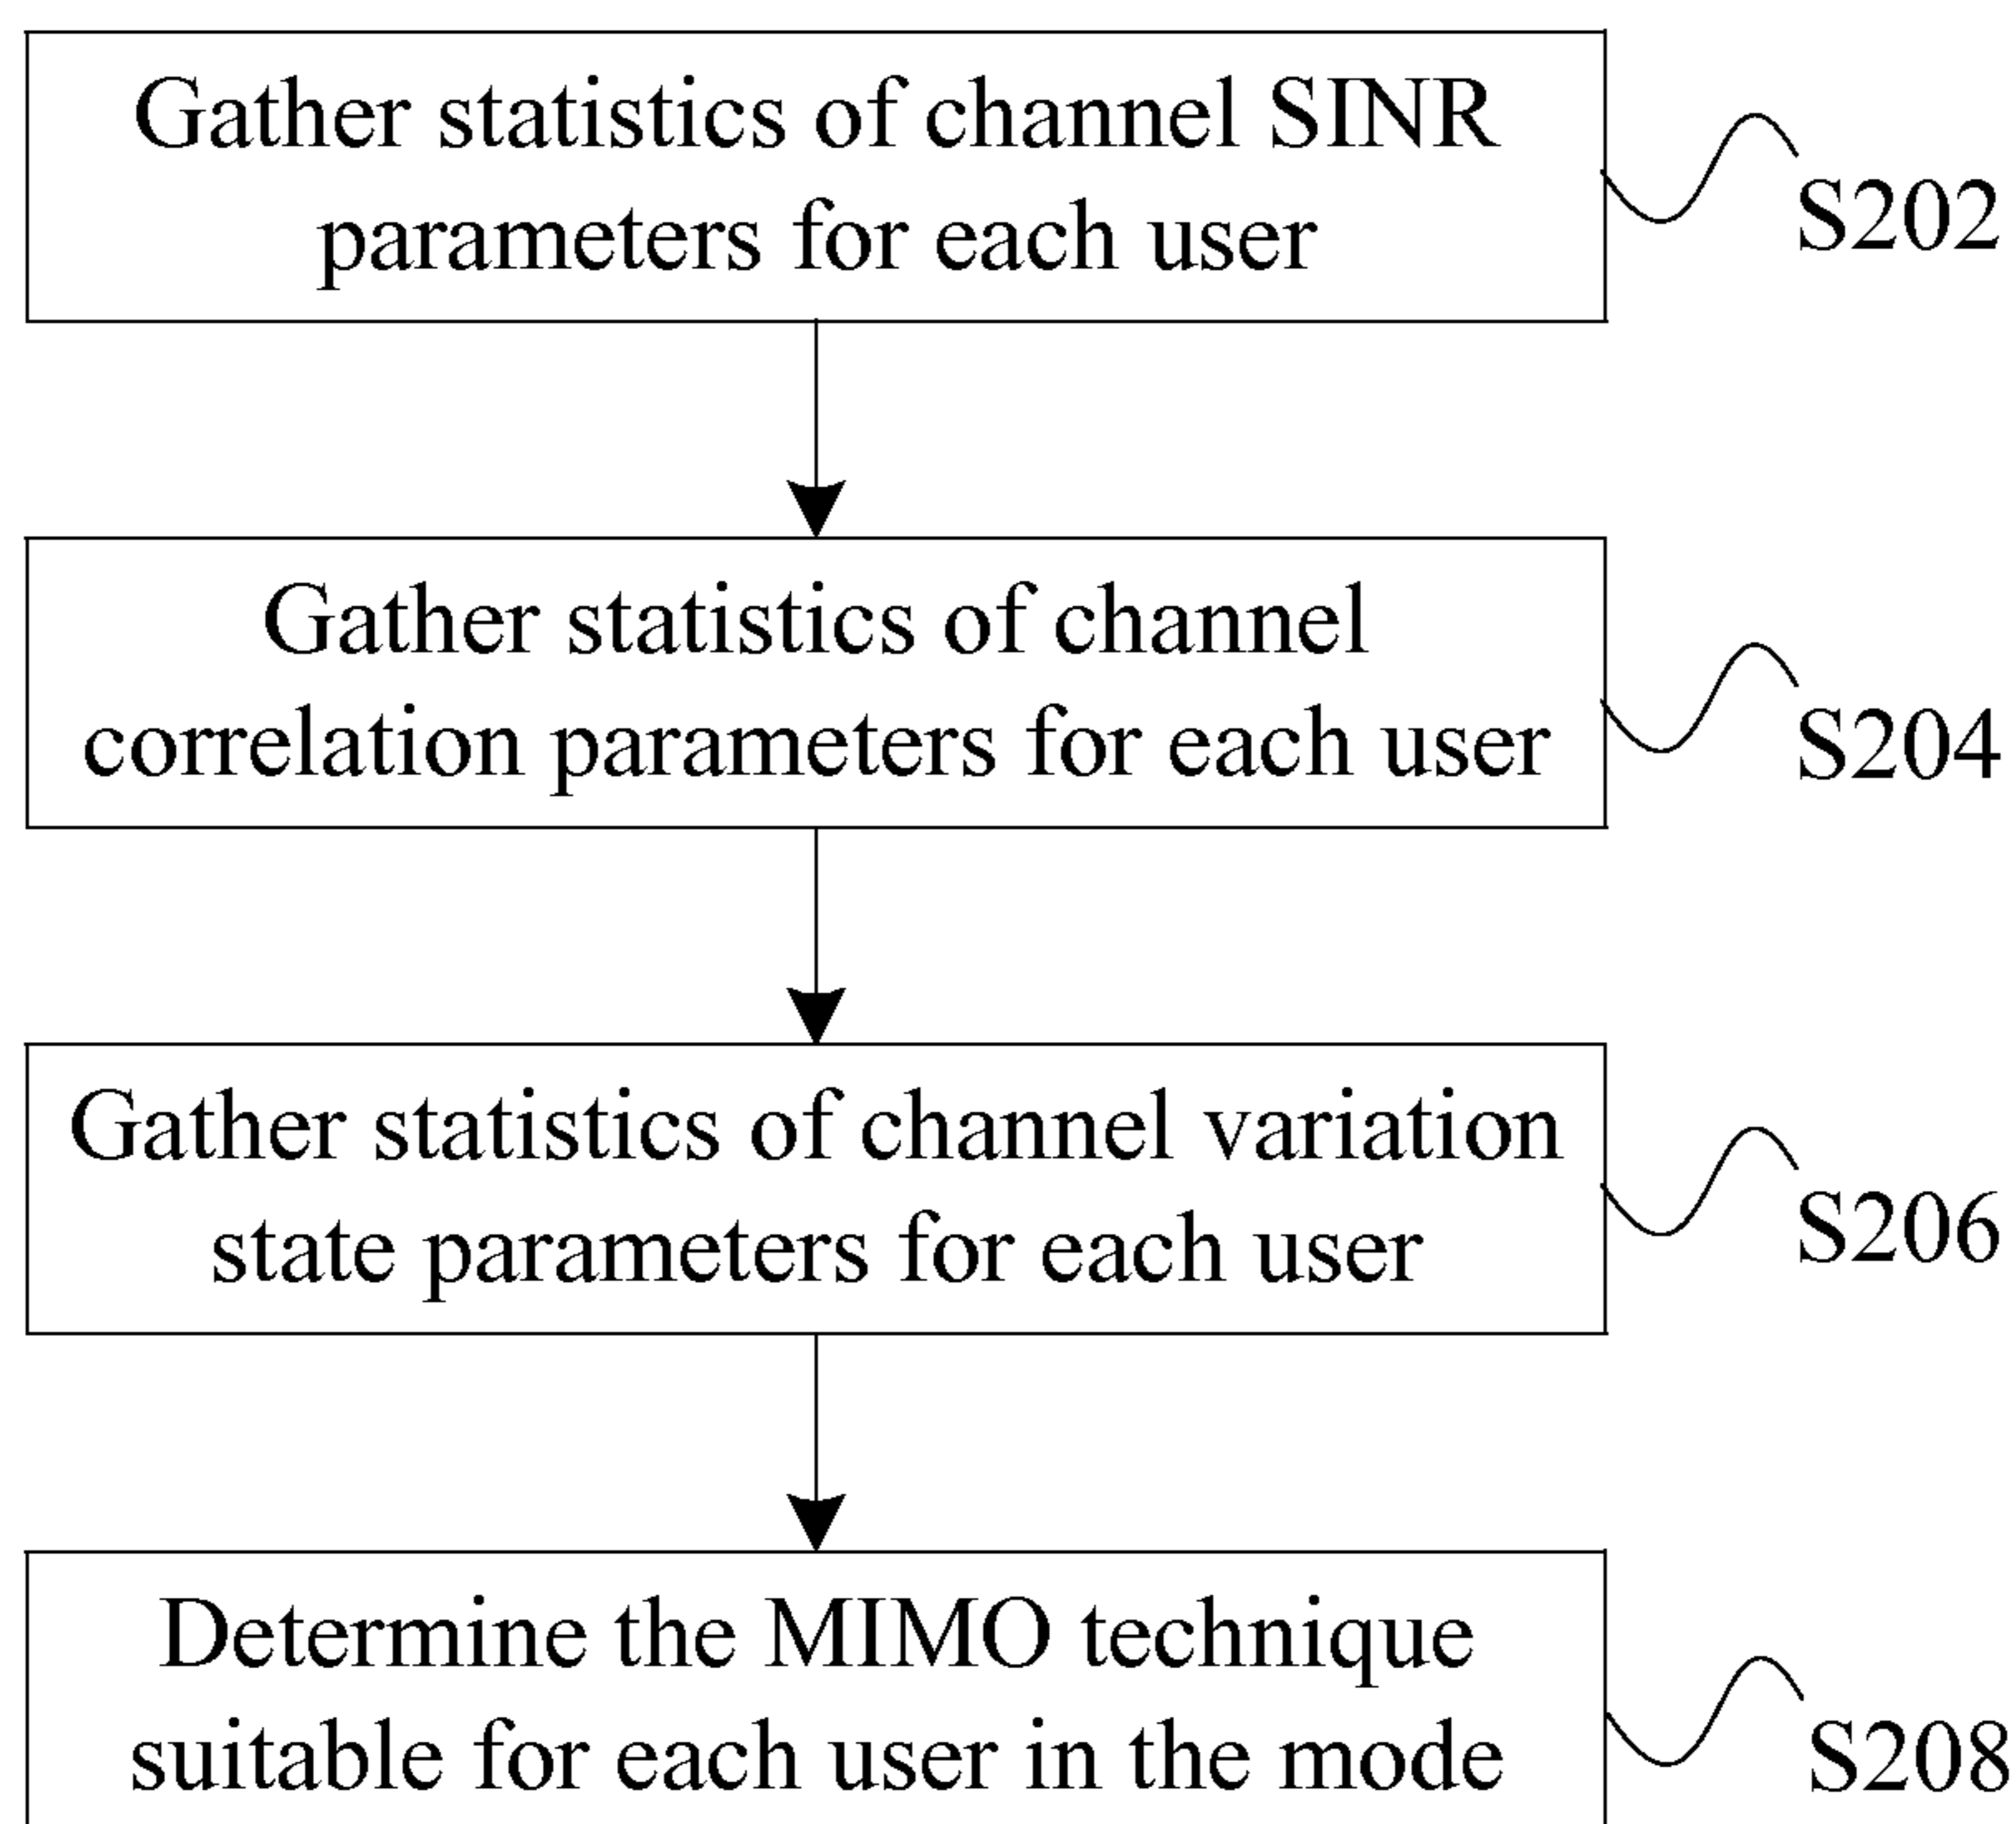 Gather statistics of channel SINR
parameters for each user
S202
Gather statistics of channel
correlation parameters for each user
S204
Gather statistics of channel variation
state parameters for each user
S206
Determine the MIMO technique
suitable for each user in the mode
S208